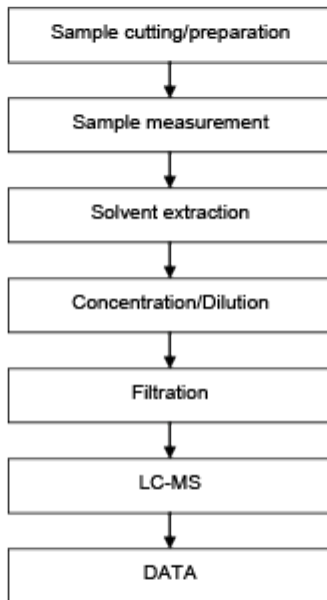 Sample cutting/preparation
Sample measurement
Solvent extraction
Concentration/Dilution
Filtration
LC-MS
DATA